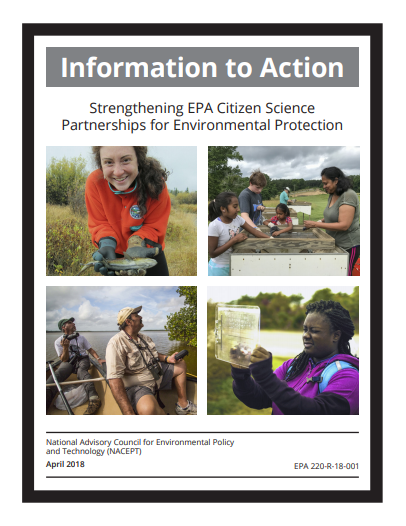 Information to Action
Strengthening EPA Citizen Science
Partnerships for Environmental Protection
National Advisory Council for Environmental Policy
and Technology (NACEPT)
April 2018
EPA 220-R-18-001